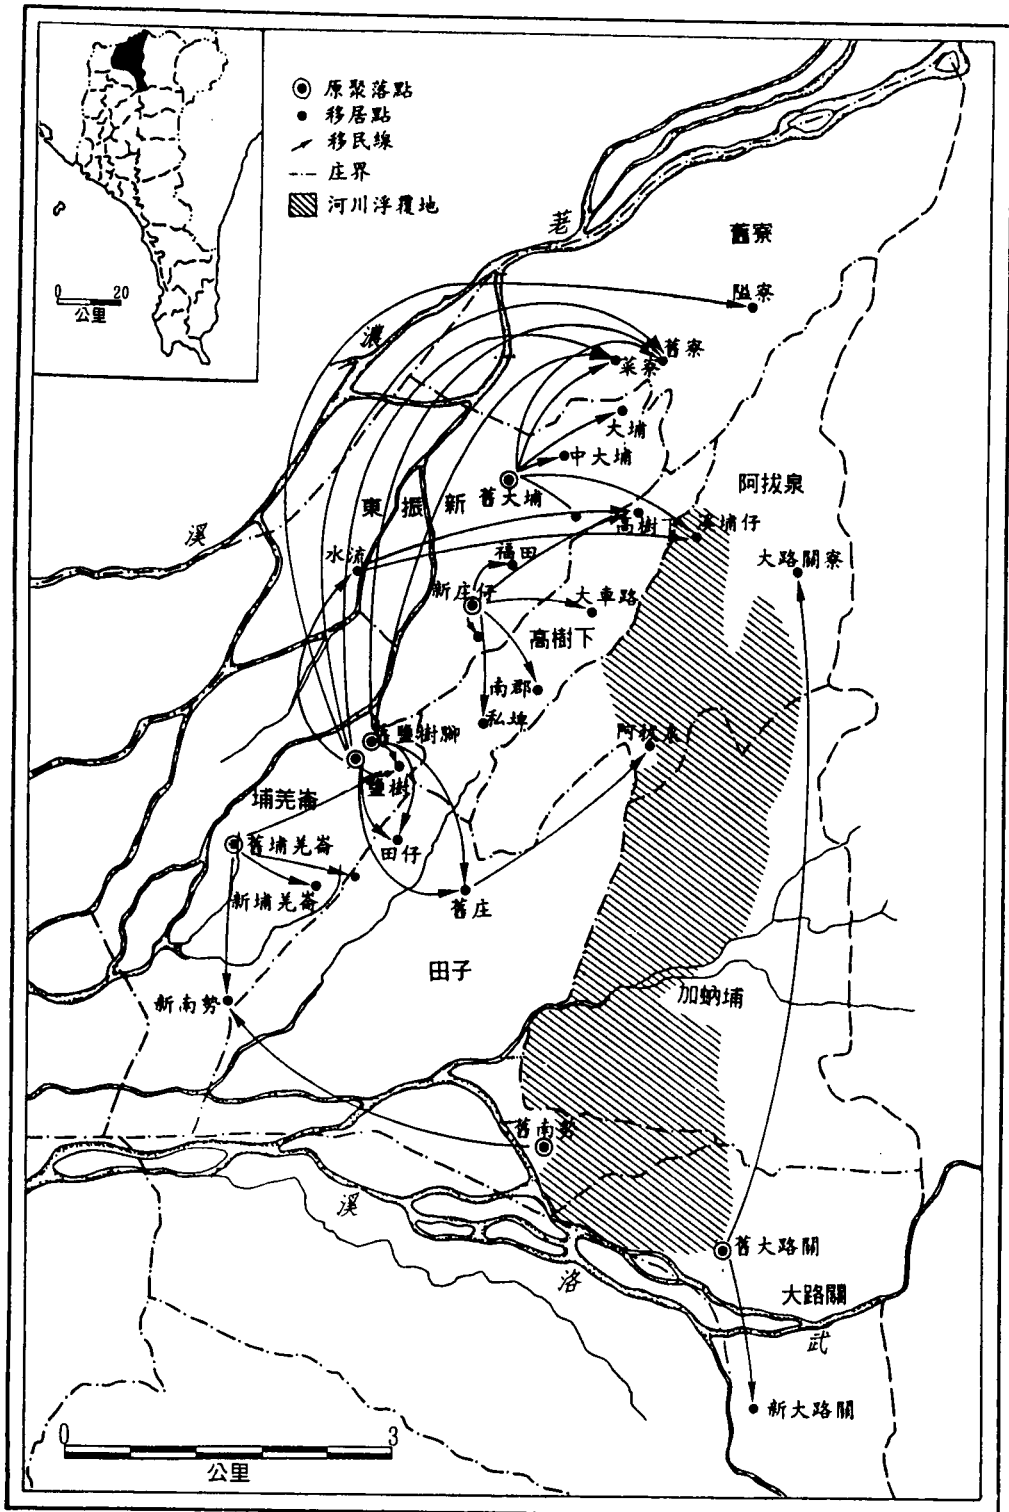 原聚落點
移居點
移民線
庄界
河川浮覆地
0 20
公里
荖
濃
溪
舊寮
隘寮
舊寮
菜寮
大埔
中大埔
舊大埔
阿拔泉
東振新
高樹下
溪埔仔
水流
福田
大路關寮
新庄仔
大車路
高樹下
南郡
私埤
舊鹽樹腳
阿拔泉
鹽樹
埔羌崙
舊埔羌崙
田仔
新埔羌崙
舊庄
田子
新南勢
加蚋埔
舊南勢
溪
洛
武
舊大路關
大路關
新大路關
0 3
公里